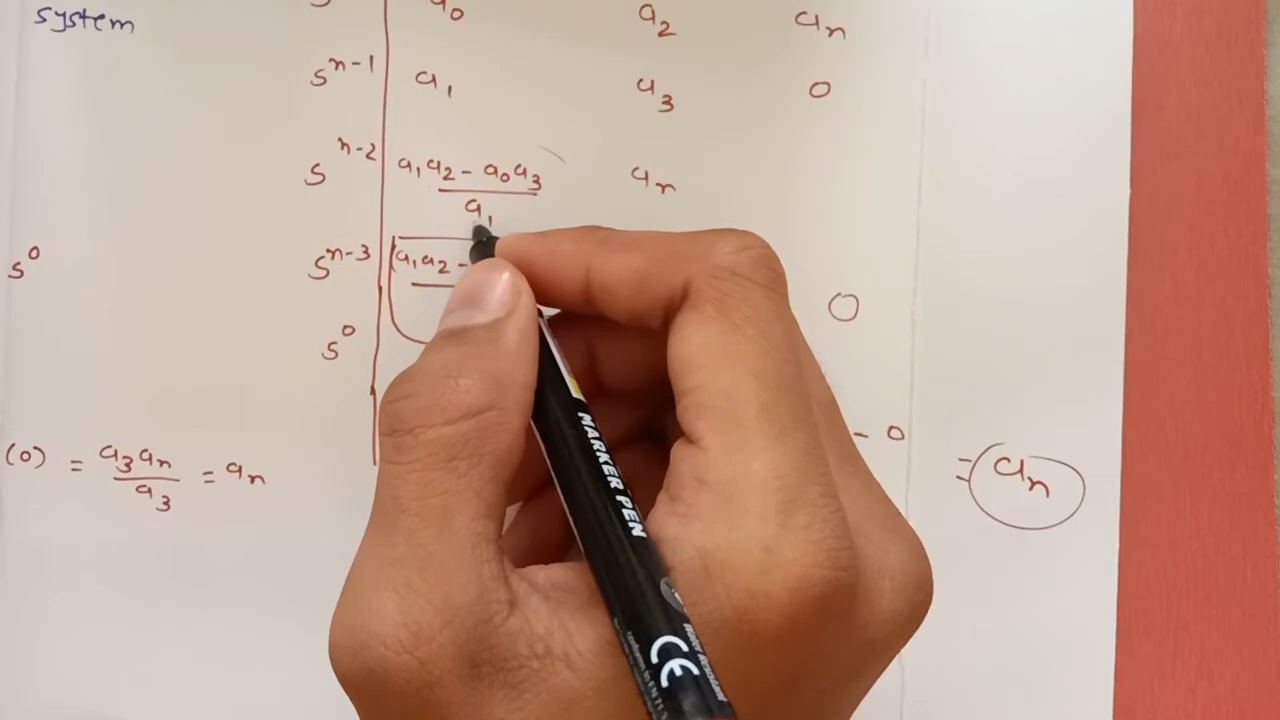 system
a0 a2 an
s^n-1 a1 a3 0
s^n-2 a1a2 - a0a3 an
a1
s^0 s^n-3 a1a2 - 0
s^0
- 0
(0) = a3an = an = an
a3
MARKER PEN
CE